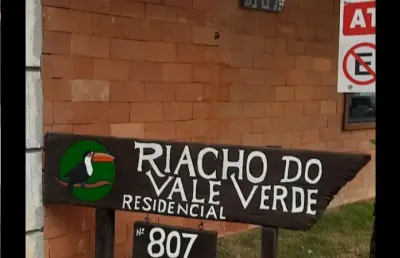 AT
E
RIACHO DO
VALE VERDE
RESIDENCIAL
Nº 807